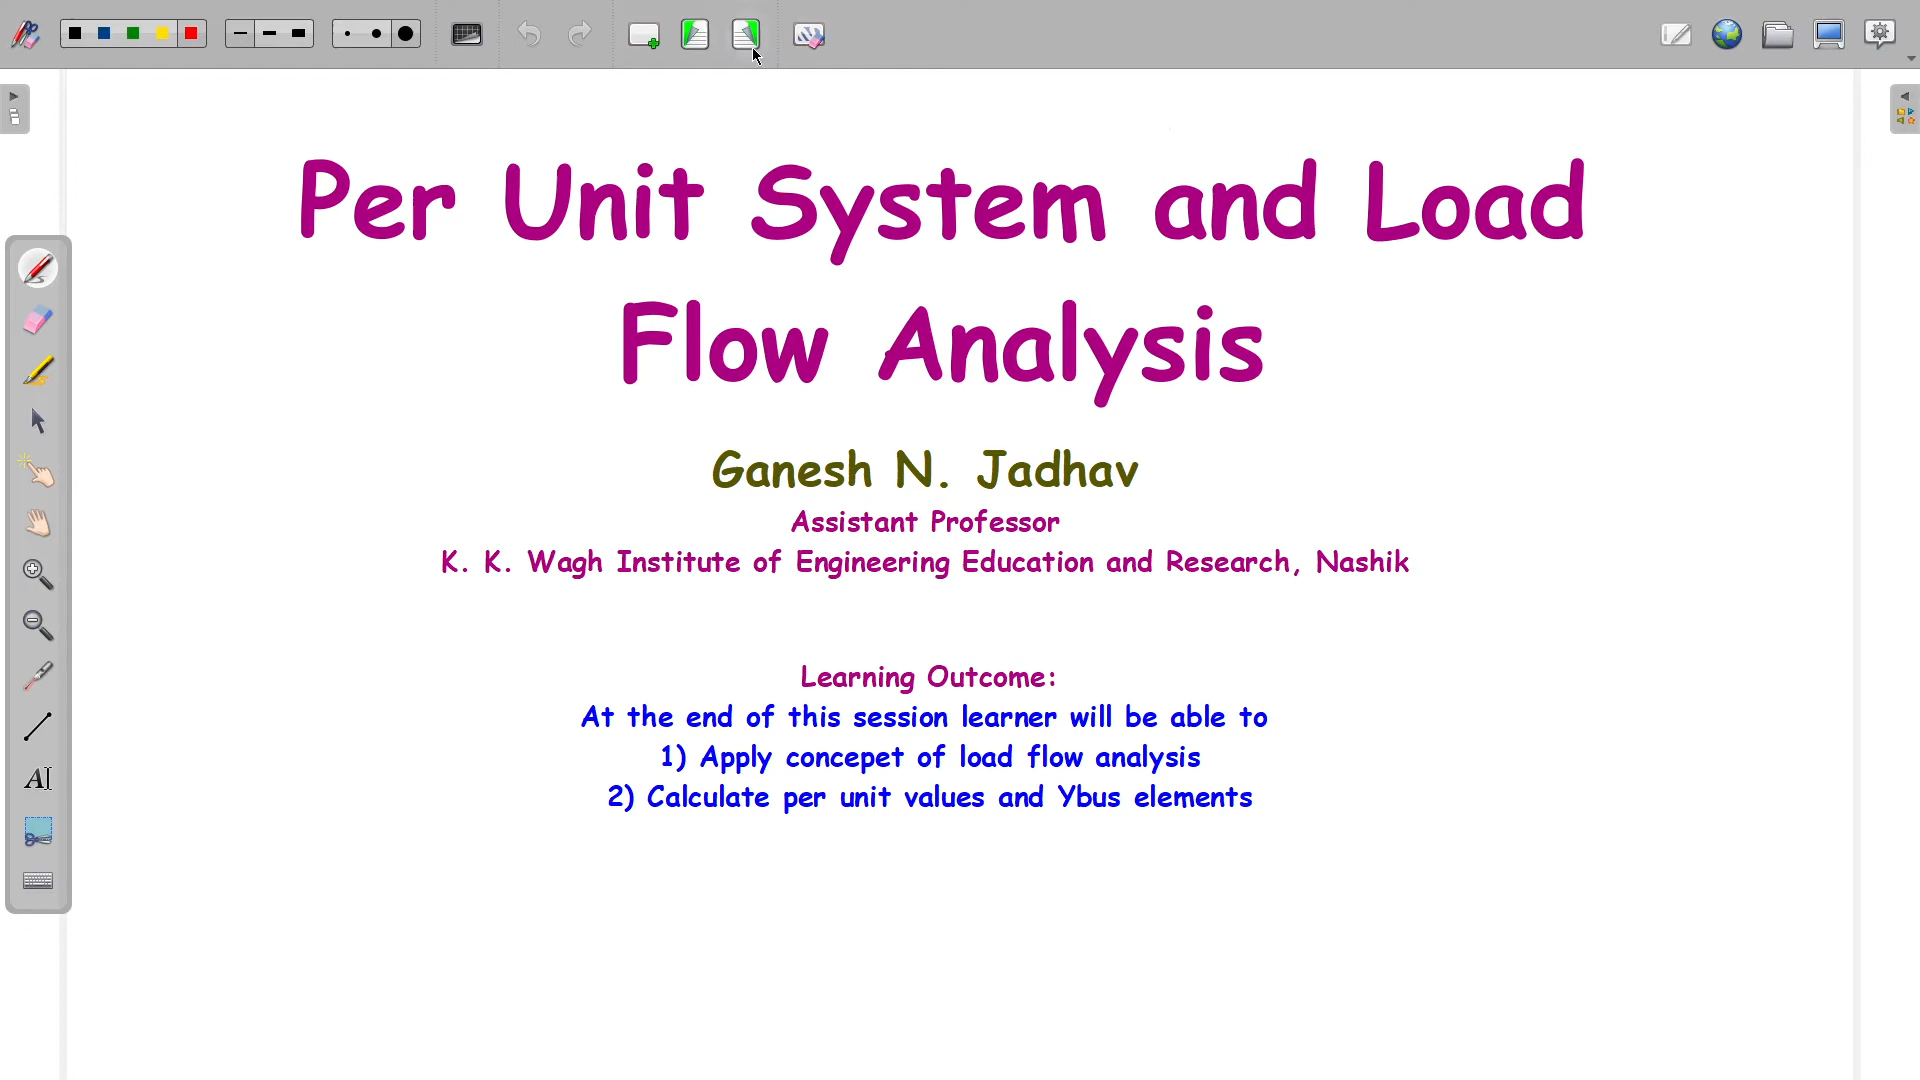 Per Unit System and Load
Flow Analysis
Ganesh N. Jadhav
Assistant Professor
K. K. Wagh Institute of Engineering Education and Research, Nashik
Learning Outcome:
At the end of this session learner will be able to
1) Apply concepet of load flow analysis
2) Calculate per unit values and Ybus elements